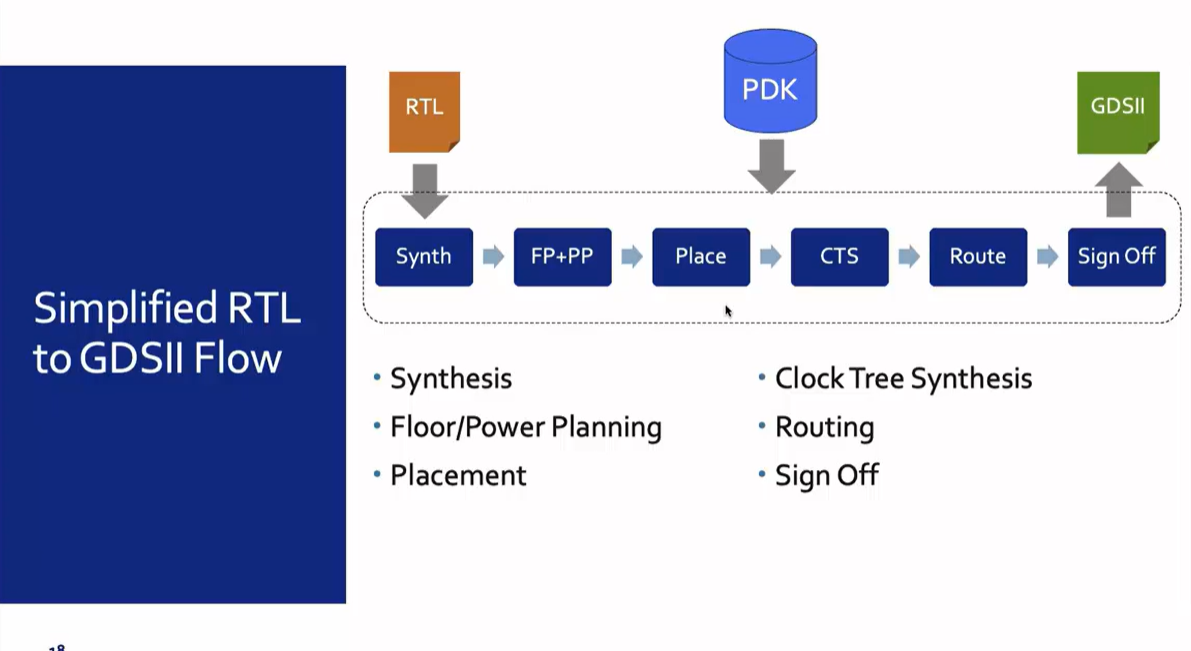 Simplified RTL
to GDSII Flow
RTL
PDK
GDSII
Synth
FP+PP
Place
CTS
Route
Sign Off
• Synthesis
• Floor/Power Planning
• Placement
• Clock Tree Synthesis
• Routing
• Sign Off
18